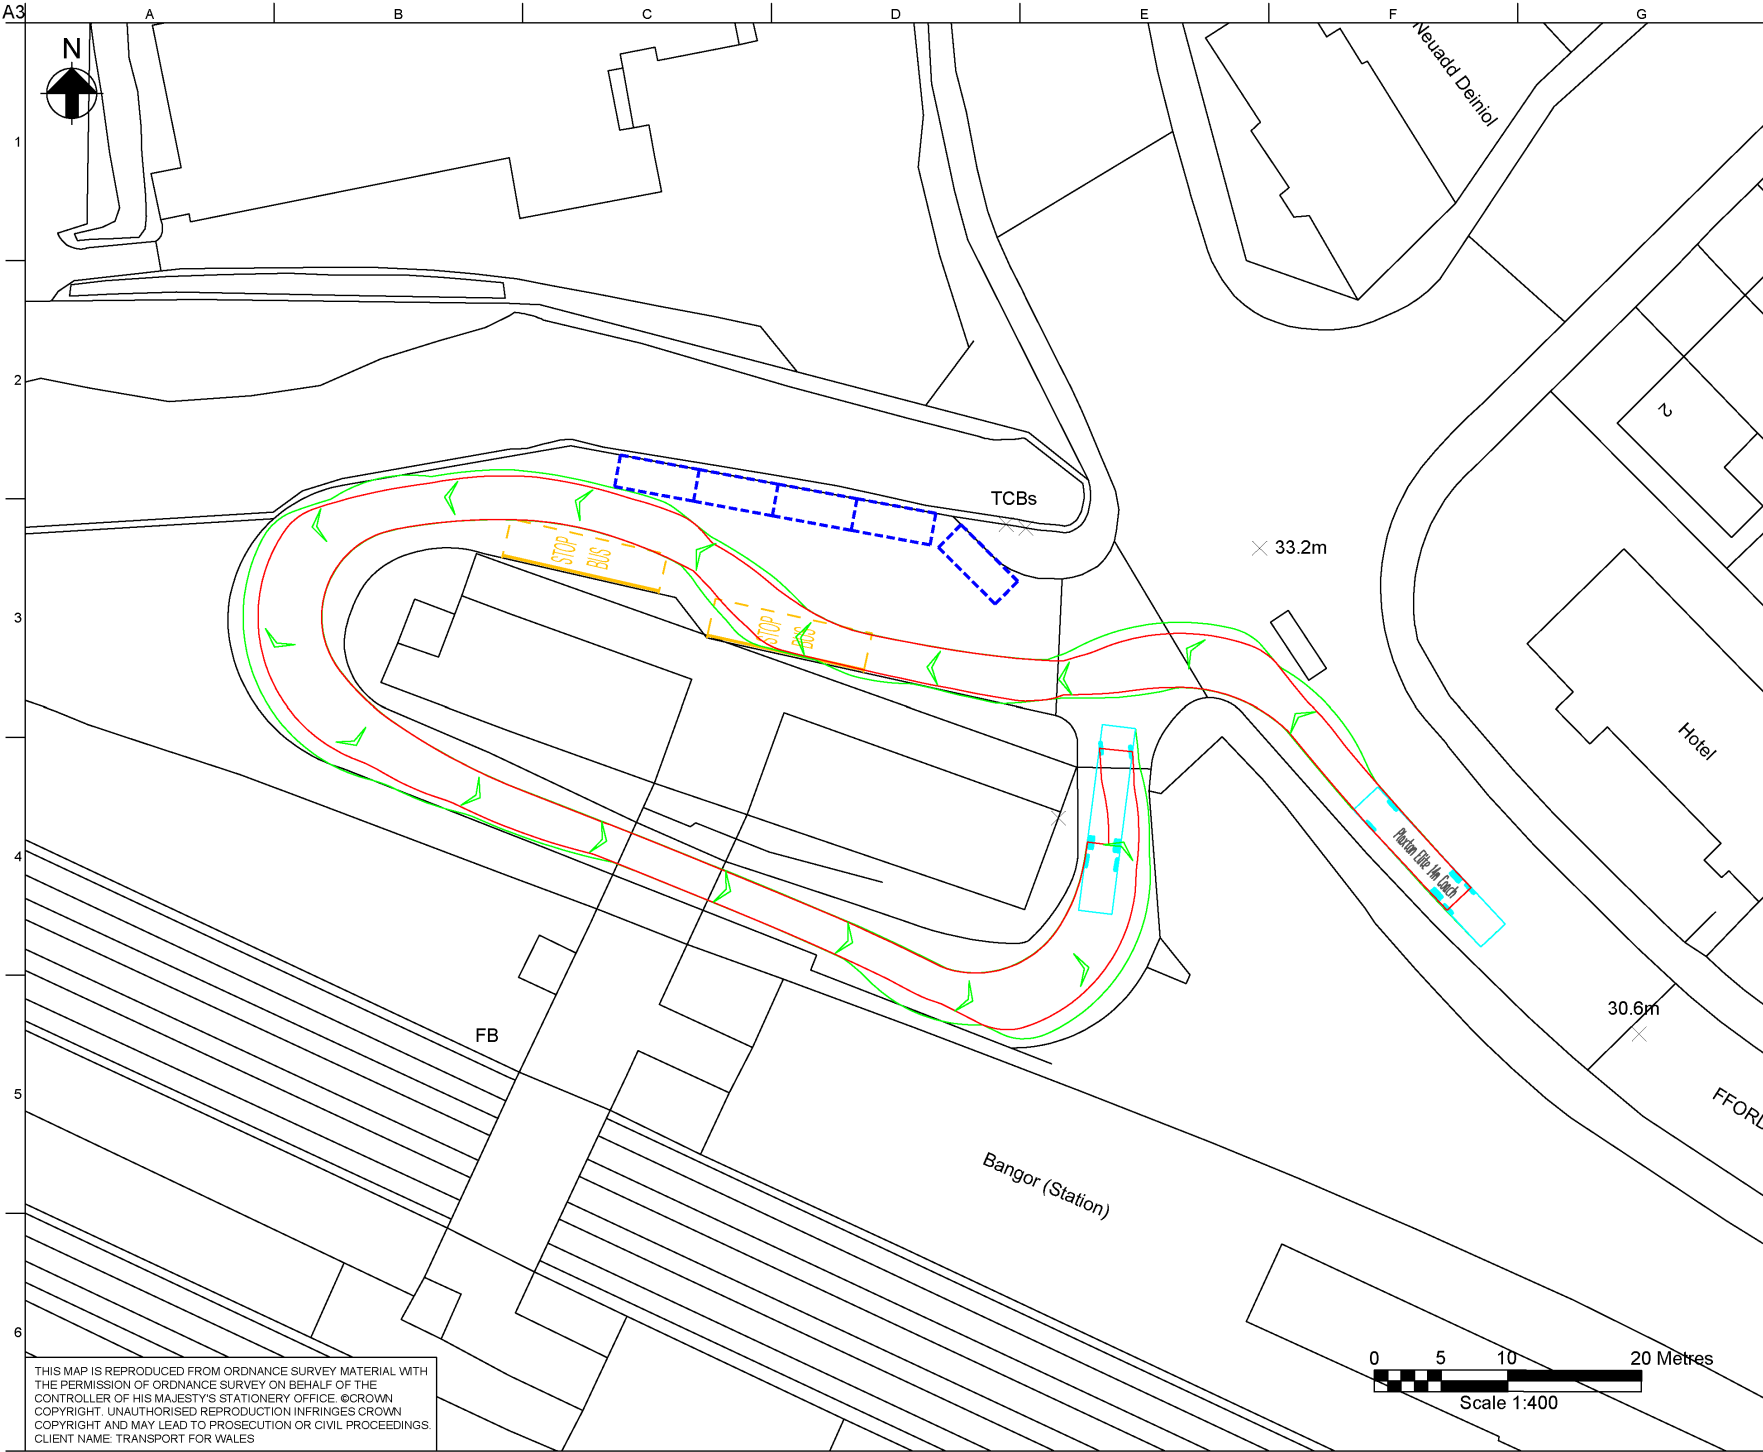 A3
A
B
C
D
E
F
G
N
1
2
3
4
5
6
Neuadd Deiniol
2
TCBs
33.2m
STOP
BUS
STOP
BUS
Hotel
Plaxton Elite 14m Coach
30.6m
FB
FFORD
Bangor (Station)
0 5 10 20 Metres
Scale 1:400
THIS MAP IS REPRODUCED FROM ORDNANCE SURVEY MATERIAL WITH
THE PERMISSION OF ORDNANCE SURVEY ON BEHALF OF THE
CONTROLLER OF HIS MAJESTY'S STATIONERY OFFICE. ©CROWN
COPYRIGHT. UNAUTHORISED REPRODUCTION INFRINGES CROWN
COPYRIGHT AND MAY LEAD TO PROSECUTION OR CIVIL PROCEEDINGS.
CLIENT NAME: TRANSPORT FOR WALES